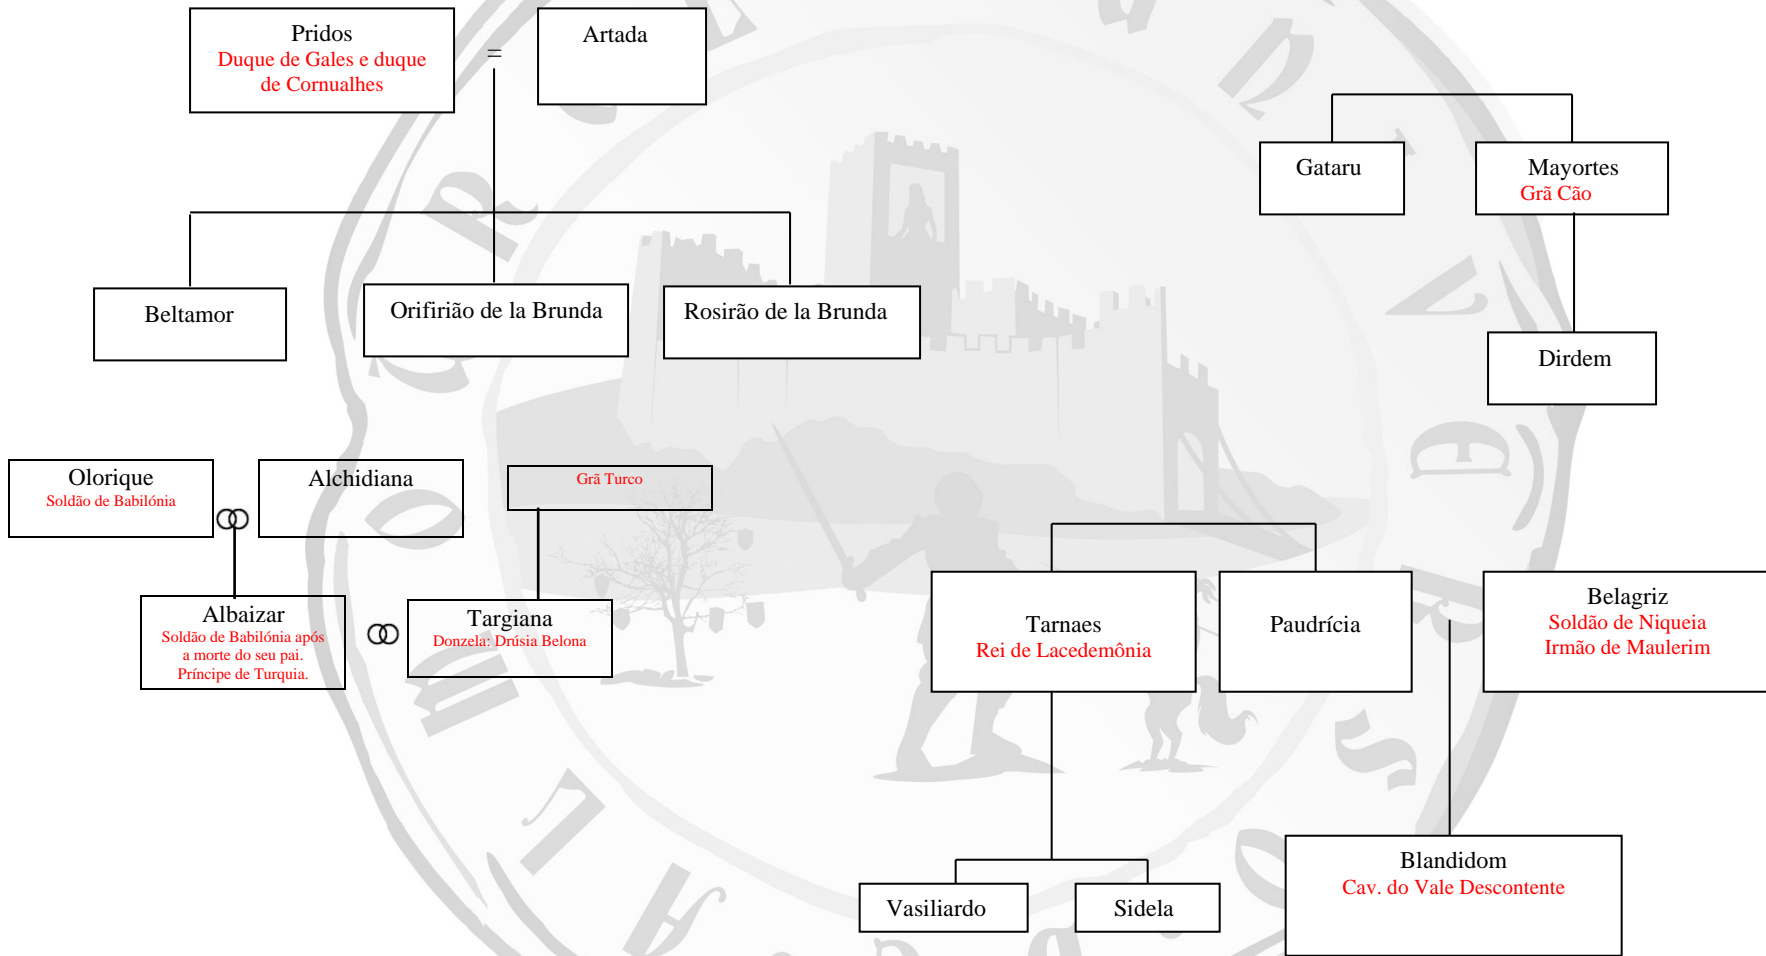 Pridos
Duque de Gales e duque
de Cornualhes
=
Artada
Gataru
Mayortes
Grã Cão
Beltamor
Orifirião de la Brunda
Rosirão de la Brunda
Dirdem
Olorique
Soldão de Babilónia
Alchidiana
Grã Turco
Albaizar
Soldão de Babilónia após
a morte do seu pai.
Príncipe de Turquia.
Targiana
Donzela: Drúsia Belona
Tarnaes
Rei de Lacedemônia
Paudrícia
Belagriz
Soldão de Niqueia
Irmão de Maulerim
Vasiliardo
Sidela
Blandidom
Cav. do Vale Descontente